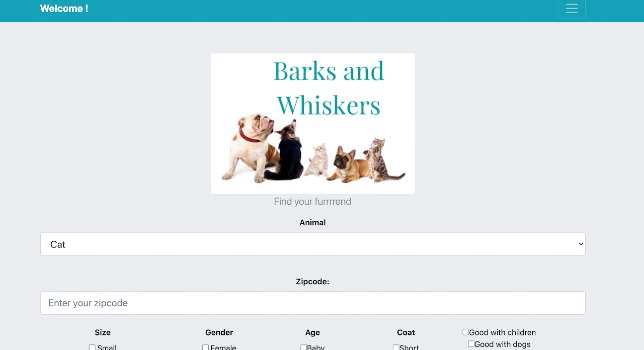 Welcome !
Barks and
Whiskers
Find your furrrrend
Animal
Cat
Zipcode:
Enter your zipcode
Size
Gender
Age
Coat
Good with children
Good with dogs
Small
Female
Baby
Short